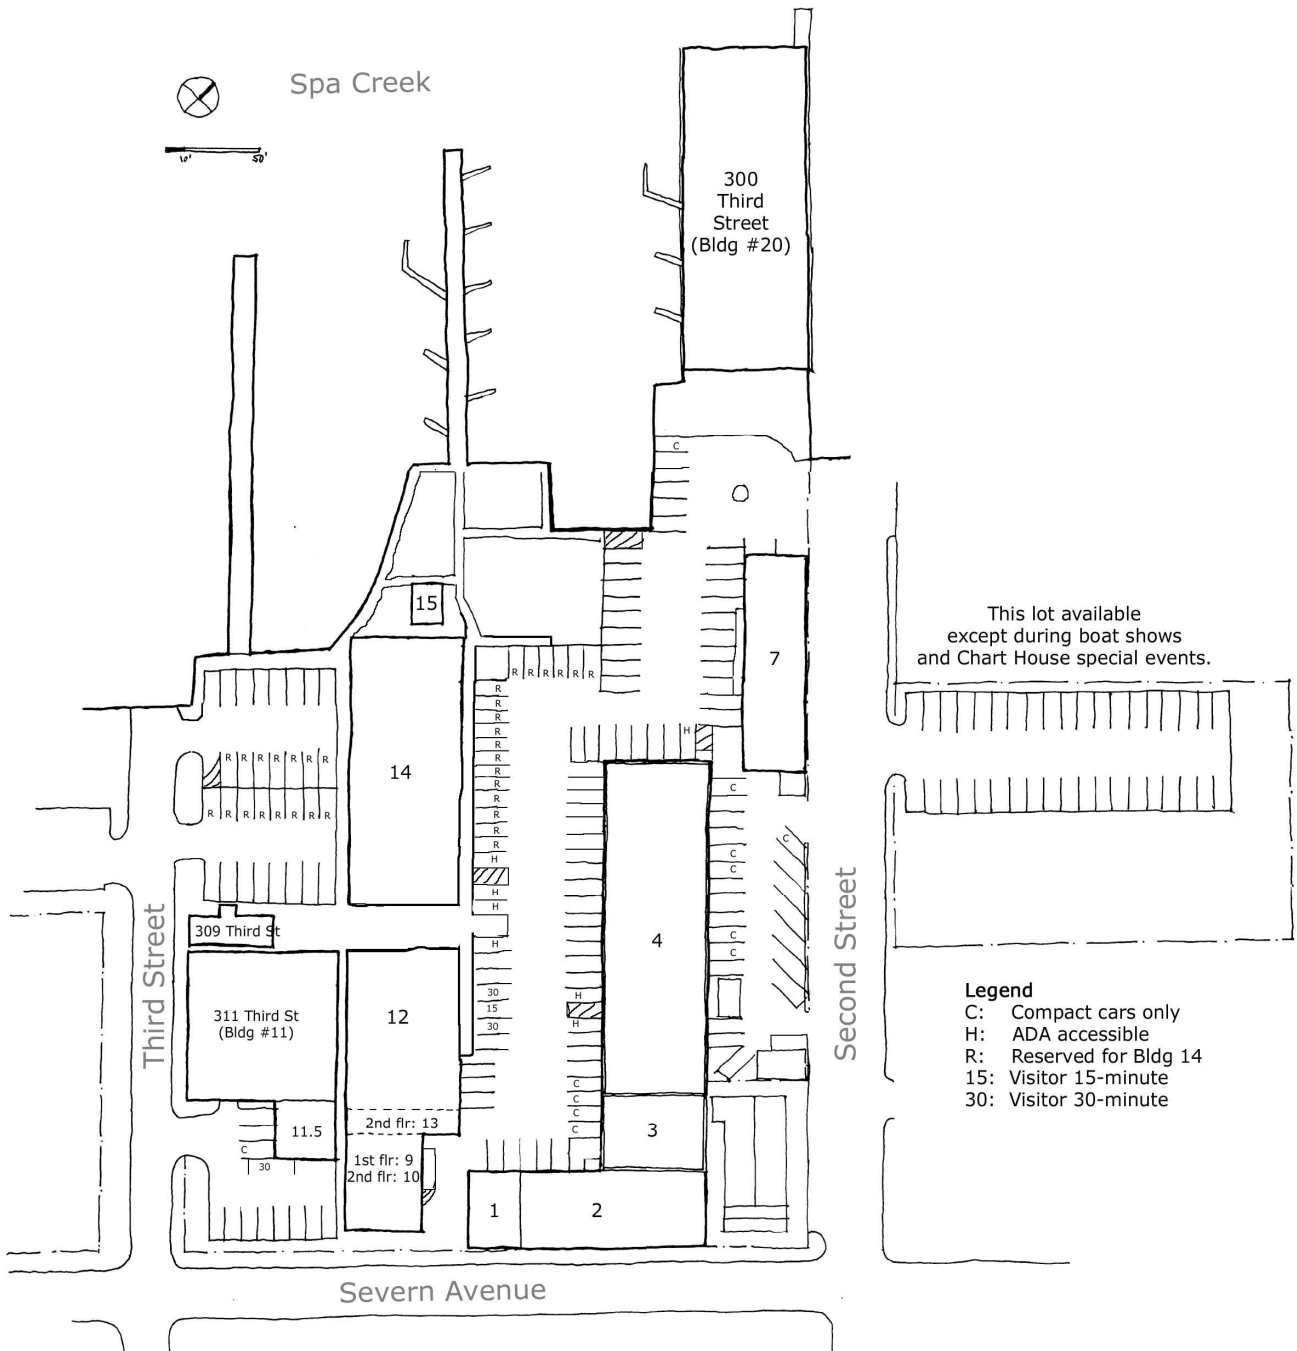 Spa Creek
10'
50'
300
Third
Street
(Bldg #20)
C
15
7
This lot available
except during boat shows
and Chart House special events.
R R R R R R
R
R
R
R
R
R
R
R
R
R
R
R
H
H
H
H
30
15
30
H
14
R R R R R R R
R R R R R R R
C
C
C
C
C
C
C
4
309 Third St
311 Third St
(Bldg #11)
12
H
H
C
C
C
C
Third Street
Second Street
Legend
C: Compact cars only
H: ADA accessible
R: Reserved for Bldg 14
15: Visitor 15-minute
30: Visitor 30-minute
2nd flr: 13
11.5
3
C
30
1st flr: 9
2nd flr: 10
1
2
Severn Avenue